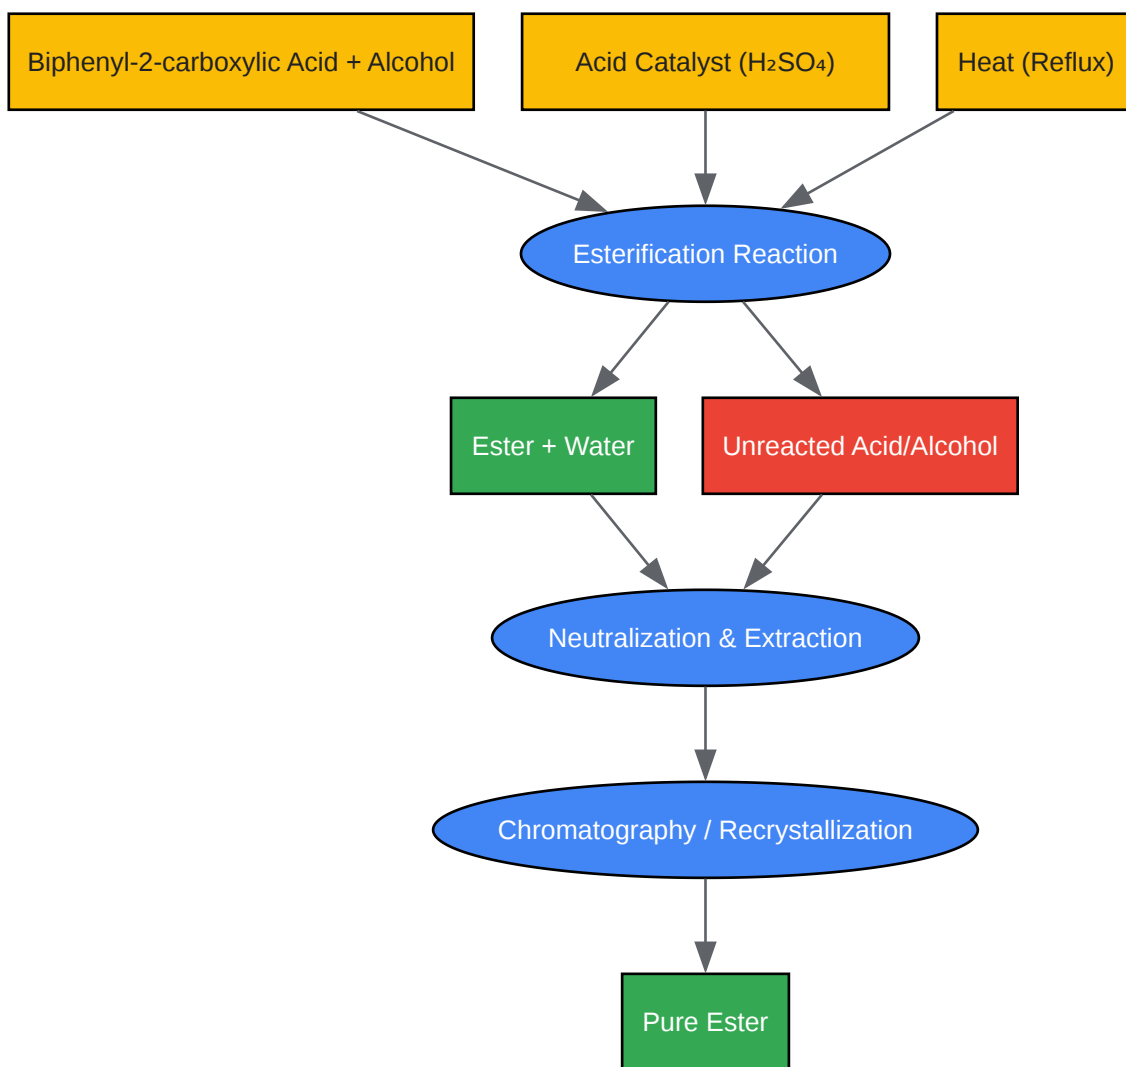 Biphenyl-2-carboxylic Acid + Alcohol
Acid Catalyst (H₂SO₄)
Heat (Reflux)
Esterification Reaction
Ester + Water
Unreacted Acid/Alcohol
Neutralization & Extraction
Chromatography / Recrystallization
Pure Ester